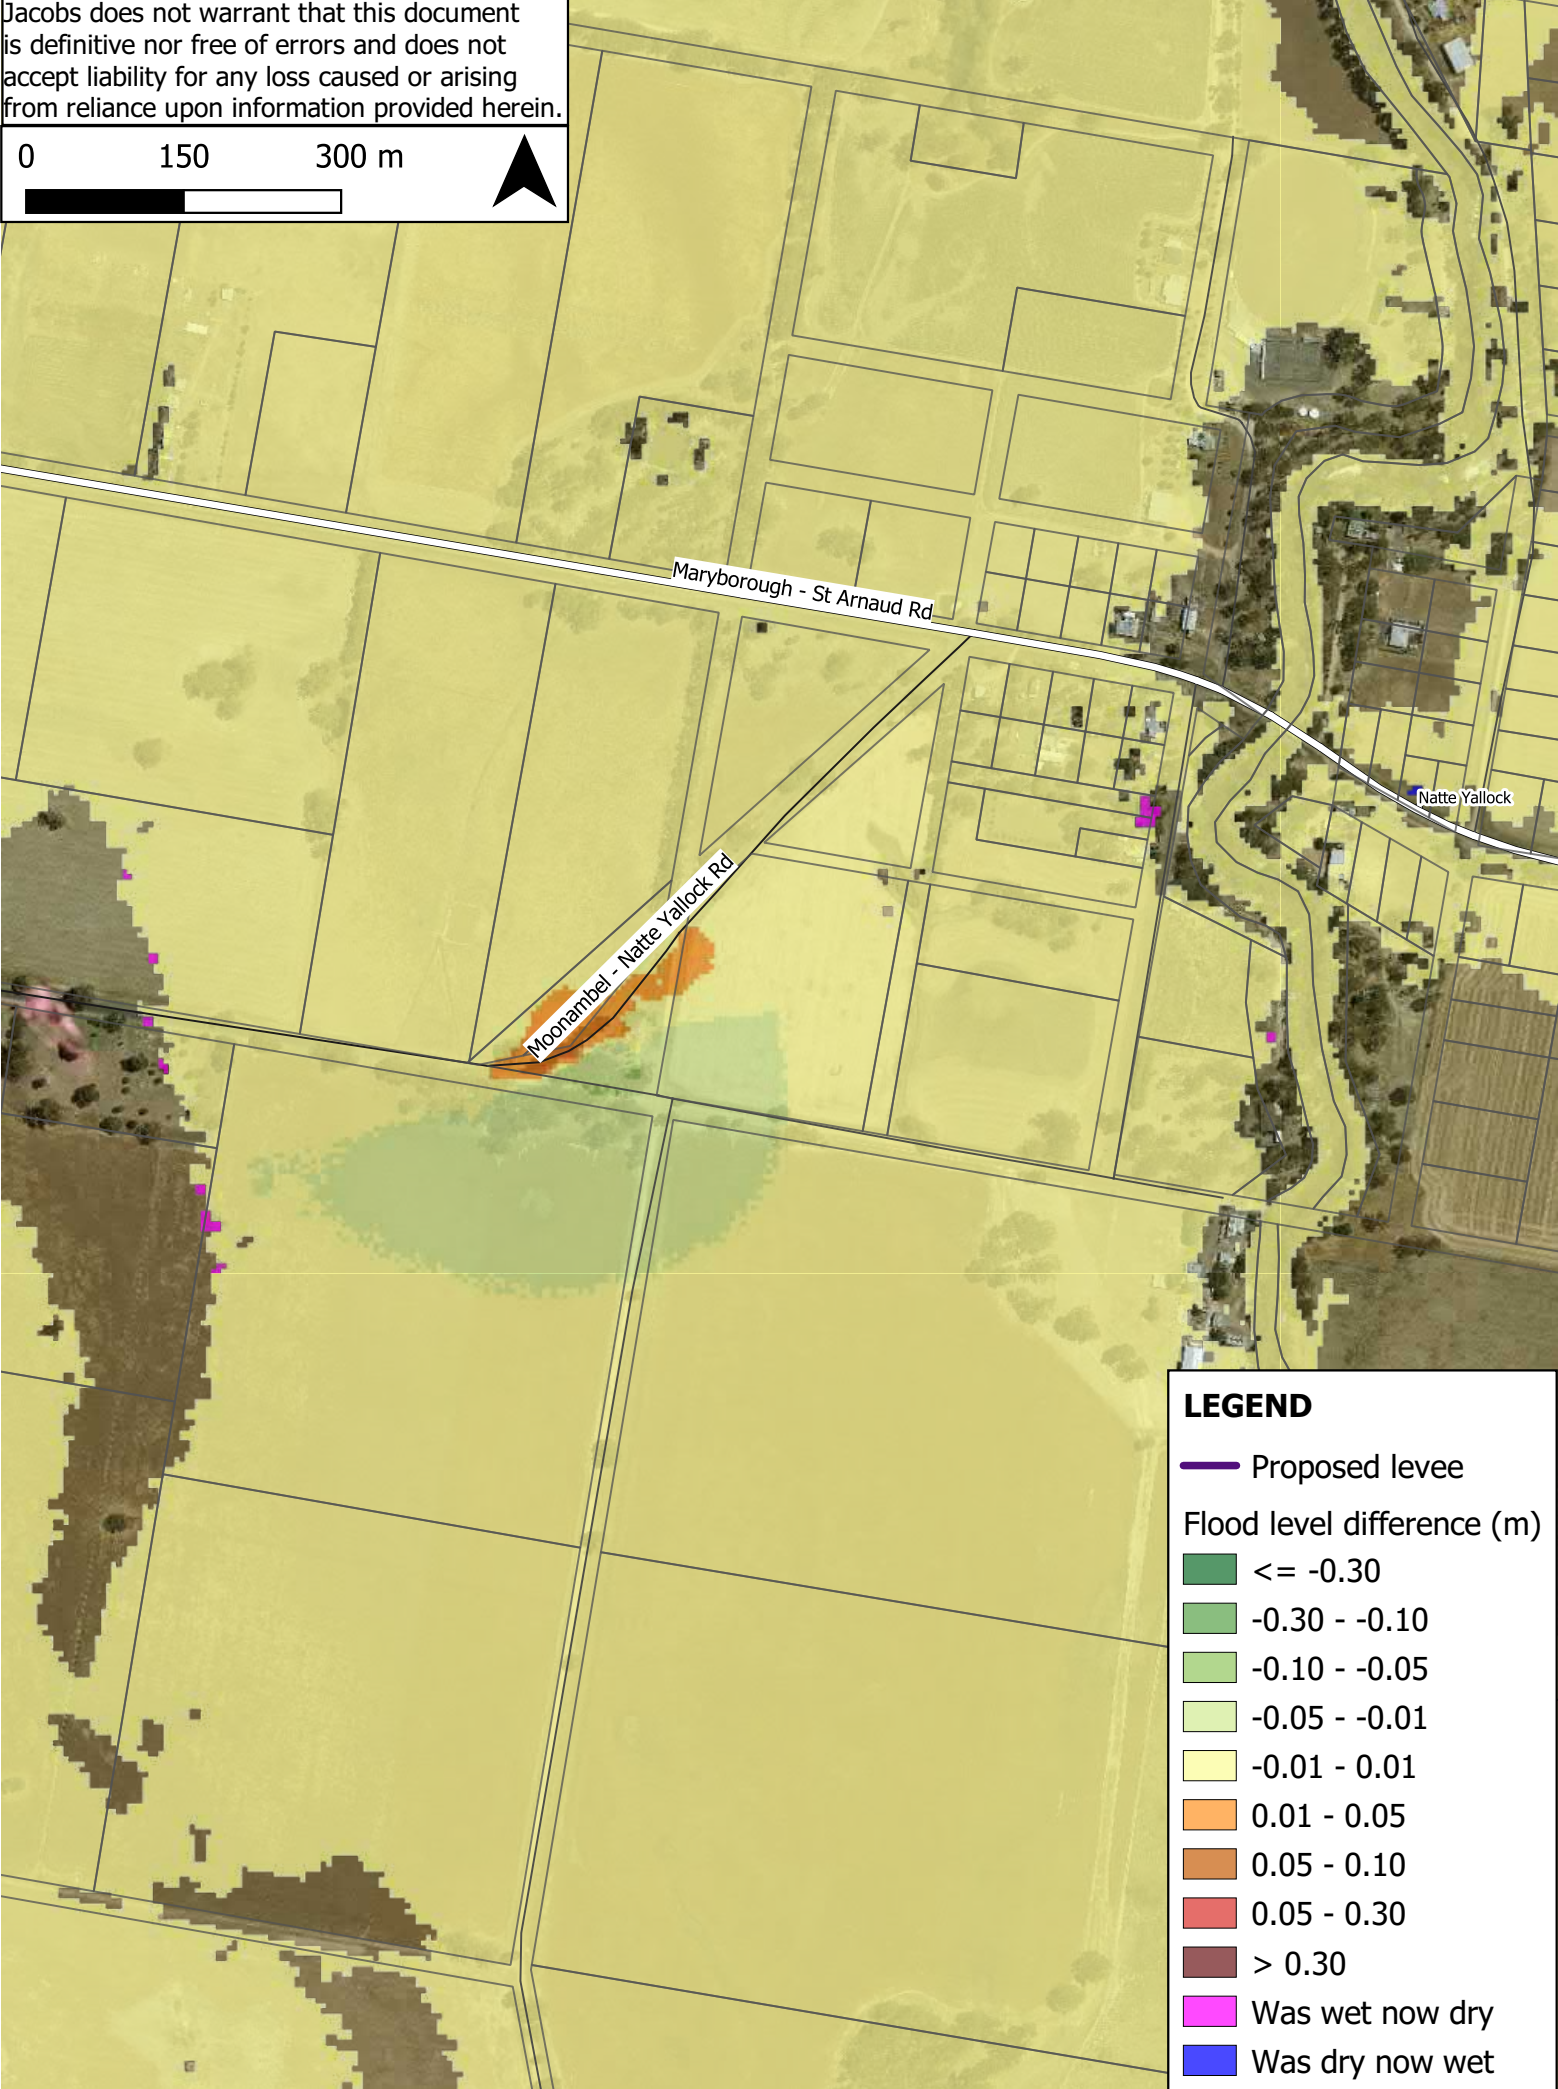 Jacobs does not warrant that this document
is definitive nor free of errors and does not
accept liability for any loss caused or arising
from reliance upon information provided herein.
0 150 300 m
Maryborough - St Arnaud Rd
Natte Yallock
Moonambel - Natte Yallock Rd
LEGEND
Proposed levee
Flood level difference (m)
<= -0.30
-0.30 - -0.10
-0.10 - -0.05
-0.05 - -0.01
-0.01 - 0.01
0.01 - 0.05
0.05 - 0.10
0.05 - 0.30
> 0.30
Was wet now dry
Was dry now wet